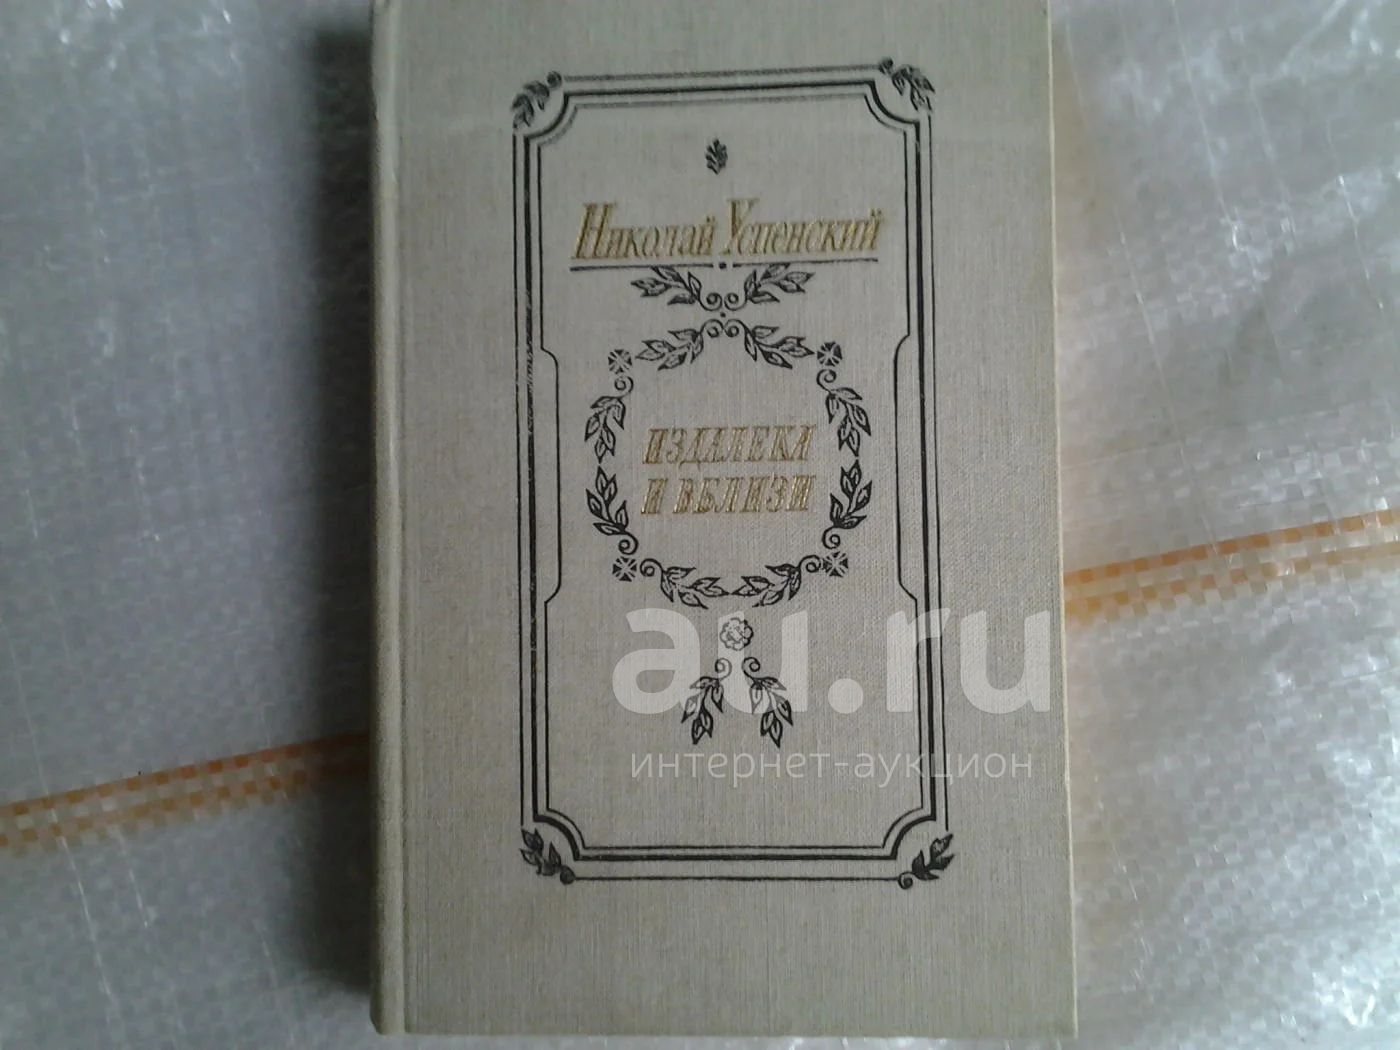 Николай Успенский
ИЗДАЛЕКА
И ВБЛИЗИ
au.ru
интернет-аукцион